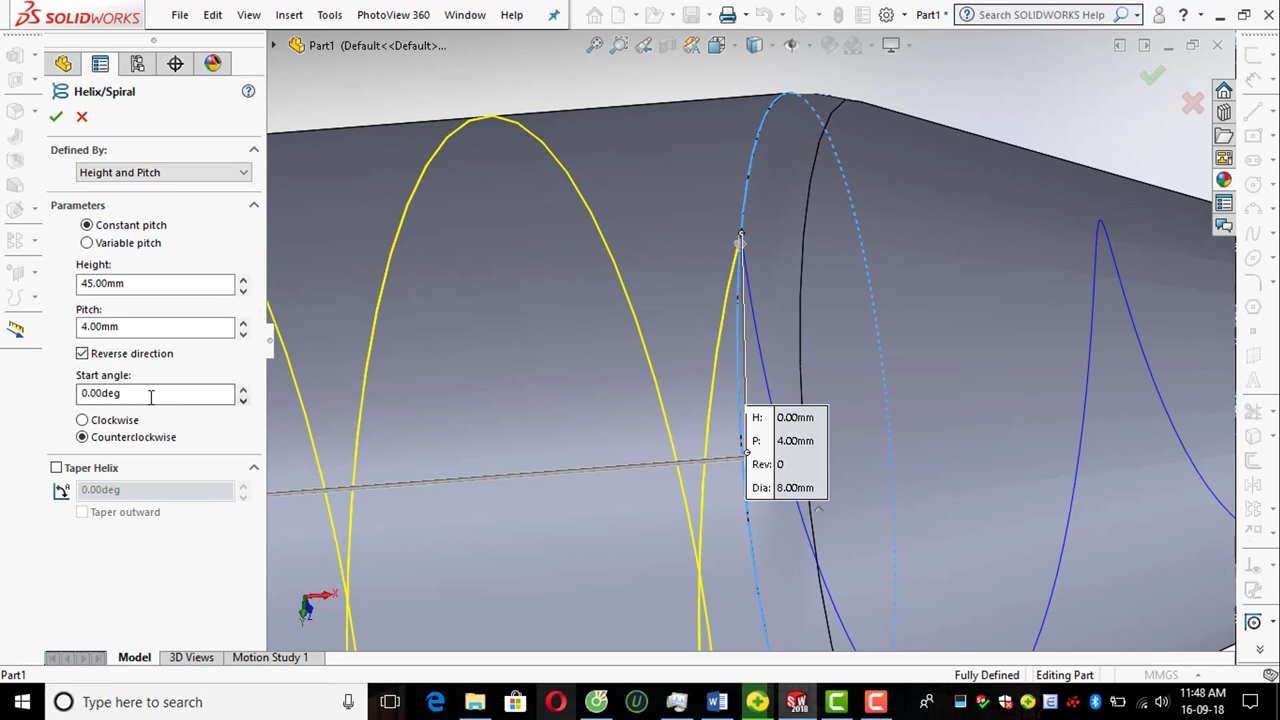 SOLIDWORKS
File
Edit
View
Insert
Tools
PhotoView 360
Window
Help
Part1 *
Search SOLIDWORKS Help
?
Part1 (Default<<Default>...
Helix/Spiral
Defined By:
Height and Pitch
Parameters
Constant pitch
Variable pitch
Height:
45.00mm
Pitch:
4.00mm
Reverse direction
Start angle:
0.00deg
Clockwise
Counterclockwise
Taper Helix
0.00deg
Taper outward
H: 0.00mm
P: 4.00mm
Rev: 0
Dia: 8.00mm
X
Y
Z
Model
3D Views
Motion Study 1
Part1
Fully Defined
Editing Part
MMGS
Type here to search
SW
2018
11:48 AM
16-09-18